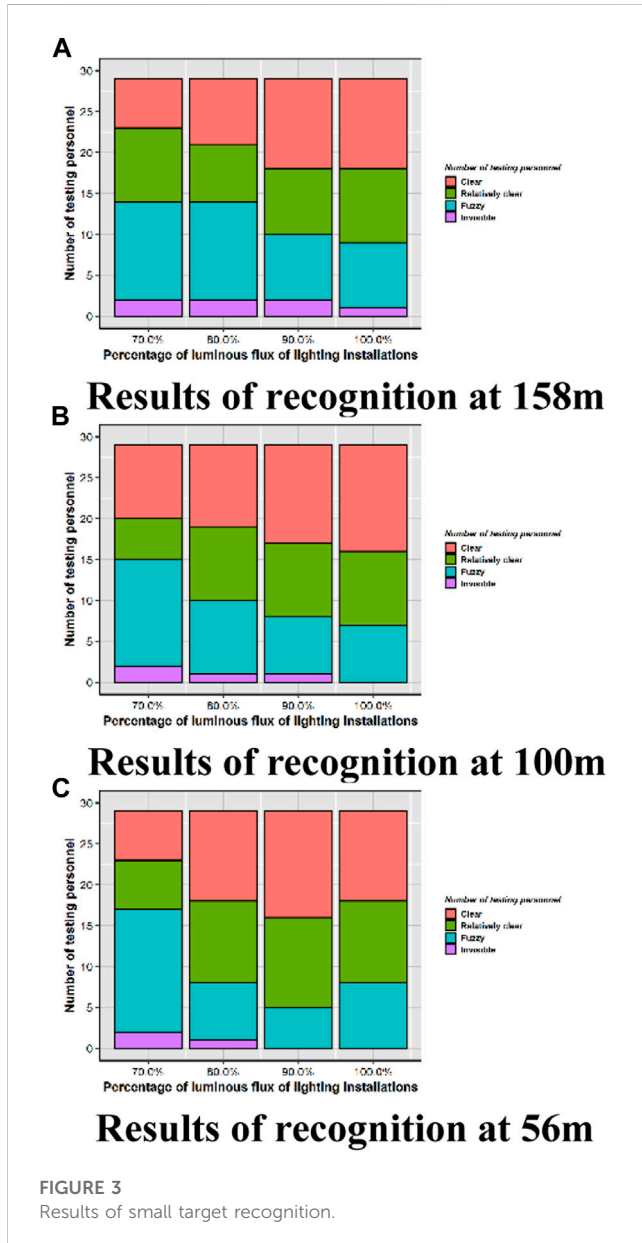 A
30
25
20
15
10
5
0
Number of testing personnel
70.0% 80.0% 90.0% 100.0%
Percentage of luminous flux of lighting installations
Number of testing personnel
Clear
Relatively clear
Fuzzy
Invisible
Results of recognition at 158m
B
30
25
20
15
10
5
0
Number of testing personnel
70.0% 80.0% 90.0% 100.0%
Percentage of luminous flux of lighting installations
Number of testing personnel
Clear
Relatively clear
Fuzzy
Invisible
Results of recognition at 100m
C
30
25
20
15
10
5
0
Number of testing personnel
70.0% 80.0% 90.0% 100.0%
Percentage of luminous flux of lighting installations
Number of testing personnel
Clear
Relatively clear
Fuzzy
Invisible
Results of recognition at 56m
FIGURE 3
Results of small target recognition.